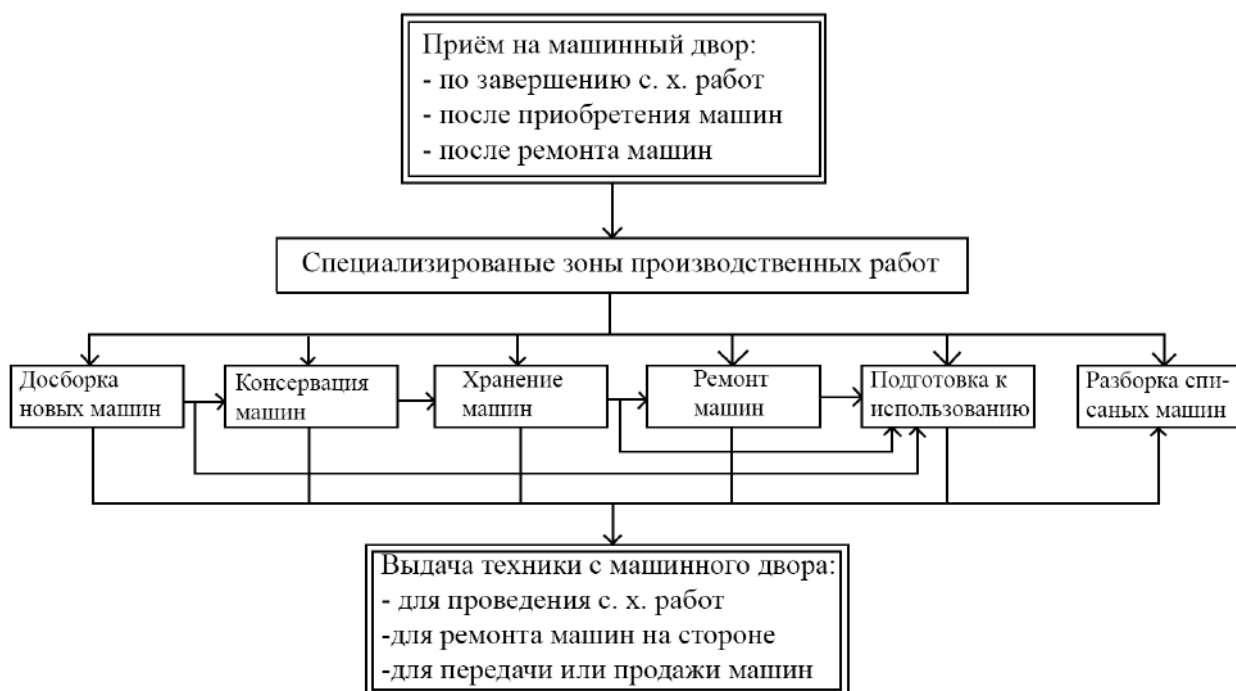 Приём на машинный двор:
- по завершению с. х. работ
- после приобретения машин
- после ремонта машин
Специализированые зоны производственных работ
Досборка
новых машин
Консервация
машин
Хранение
машин
Ремонт
машин
Подготовка к
использованию
Разборка спи-
саных машин
Выдача техники с машинного двора:
- для проведения с. х. работ
-для ремонта машин на стороне
-для передачи или продажи машин